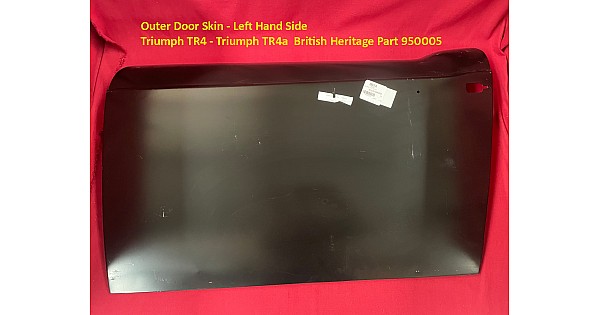 Outer Door Skin - Left Hand Side
Triumph TR4 - Triumph TR4a British Heritage Part 950005